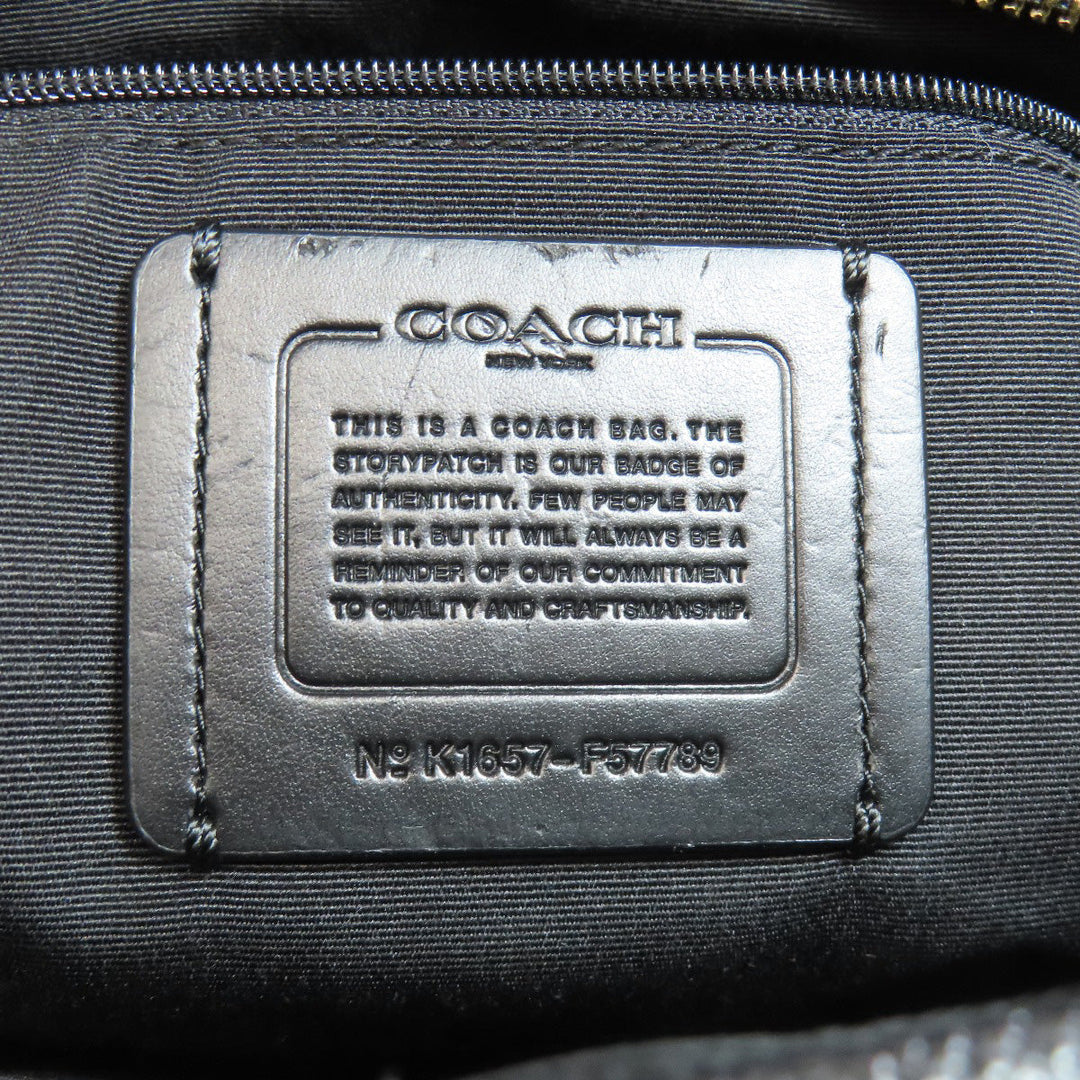 COACH
NEW YORK
THIS IS A COACH BAG. THE
STORYPATCH IS OUR BADGE OF
AUTHENTICITY. FEW PEOPLE MAY
SEE IT, BUT IT WILL ALWAYS BE A
REMINDER OF OUR COMMITMENT
TO QUALITY AND CRAFTSMANSHIP.
Nº K1657-F57789